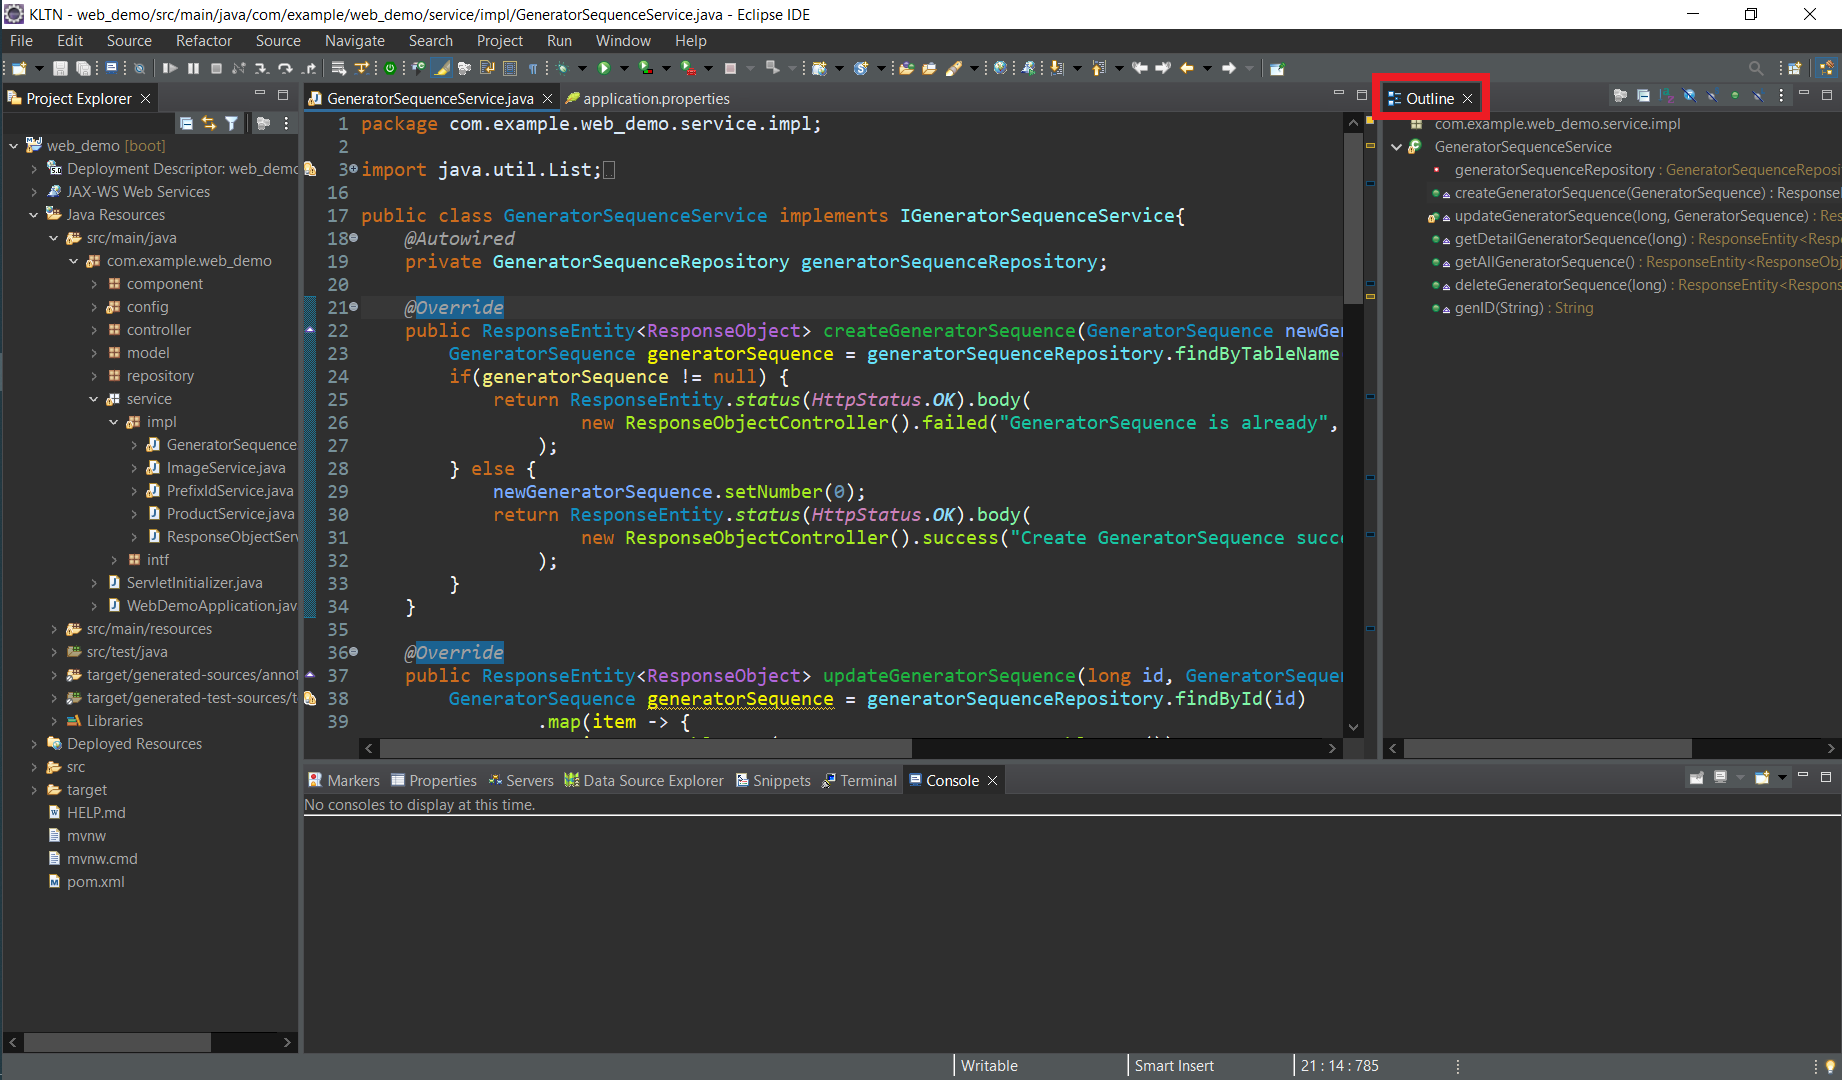 KLTN - web_demo/src/main/java/com/example/web_demo/service/impl/GeneratorSequenceService.java - Eclipse IDE
File Edit Source Refactor Source Navigate Search Project Run Window Help
Project Explorer
web_demo [boot]
Deployment Descriptor: web_demo
JAX-WS Web Services
Java Resources
src/main/java
com.example.web_demo
component
config
controller
model
repository
service
impl
GeneratorSequence
ImageService.java
PrefixIdService.java
ProductService.java
ResponseObjectServ
intf
ServletInitializer.java
WebDemoApplication.jav
src/main/resources
src/test/java
target/generated-sources/annot
target/generated-test-sources/t
Libraries
Deployed Resources
src
target
HELP.md
mvnw
mvnw.cmd
pom.xml
GeneratorSequenceService.java application.properties
1 package com.example.web_demo.service.impl;
2
3 import java.util.List;
16
17 public class GeneratorSequenceService implements IGeneratorSequenceService{
18 @Autowired
19 private GeneratorSequenceRepository generatorSequenceRepository;
20
21 @Override
22 public ResponseEntity<ResponseObject> createGeneratorSequence(GeneratorSequence newGen
23 GeneratorSequence generatorSequence = generatorSequenceRepository.findByTableName
24 if(generatorSequence != null) {
25 return ResponseEntity.status(HttpStatus.OK).body(
26 new ResponseObjectController().failed("GeneratorSequence is already",
27 );
28 } else {
29 newGeneratorSequence.setNumber(0);
30 return ResponseEntity.status(HttpStatus.OK).body(
31 new ResponseObjectController().success("Create GeneratorSequence succe
32 );
33 }
34 }
35
36 @Override
37 public ResponseEntity<ResponseObject> updateGeneratorSequence(long id, GeneratorSequen
38 GeneratorSequence generatorSequence = generatorSequenceRepository.findById(id)
39 .map(item -> {
Outline
com.example.web_demo.service.impl
GeneratorSequenceService
generatorSequenceRepository : GeneratorSequenceReposi
createGeneratorSequence(GeneratorSequence) : Response
updateGeneratorSequence(long, GeneratorSequence) : Res
getDetailGeneratorSequence(long) : ResponseEntity<Resp
getAllGeneratorSequence() : ResponseEntity<ResponseObj
deleteGeneratorSequence(long) : ResponseEntity<Respons
genID(String) : String
Markers Properties Servers Data Source Explorer Snippets Terminal Console
No consoles to display at this time.
Writable Smart Insert 21 : 14 : 785